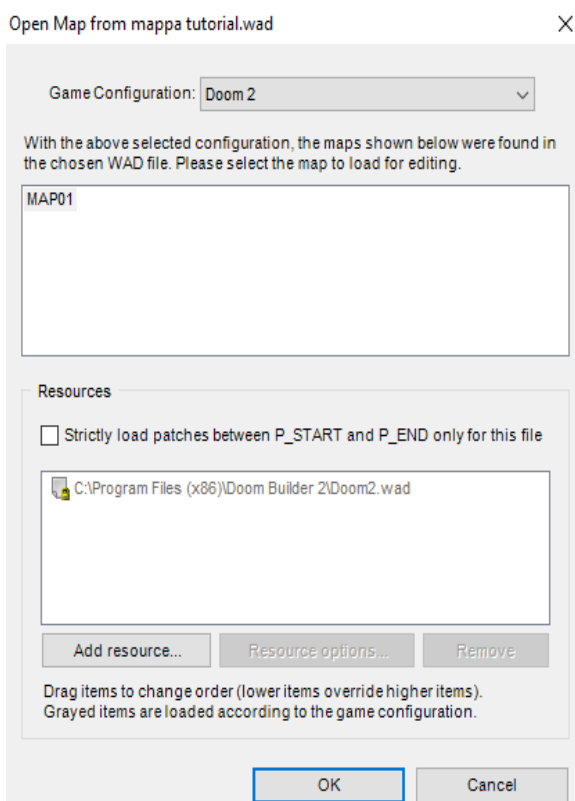 Open Map from mappa tutorial.wad
Game Configuration: Doom 2
With the above selected configuration, the maps shown below were found in
the chosen WAD file. Please select the map to load for editing.
MAP01
Resources
Strictly load patches between P_START and P_END only for this file
C:\Program Files (x86)\Doom Builder 2\Doom2.wad
Add resource... Resource options... Remove
Drag items to change order (lower items override higher items).
Grayed items are loaded according to the game configuration.
OK Cancel